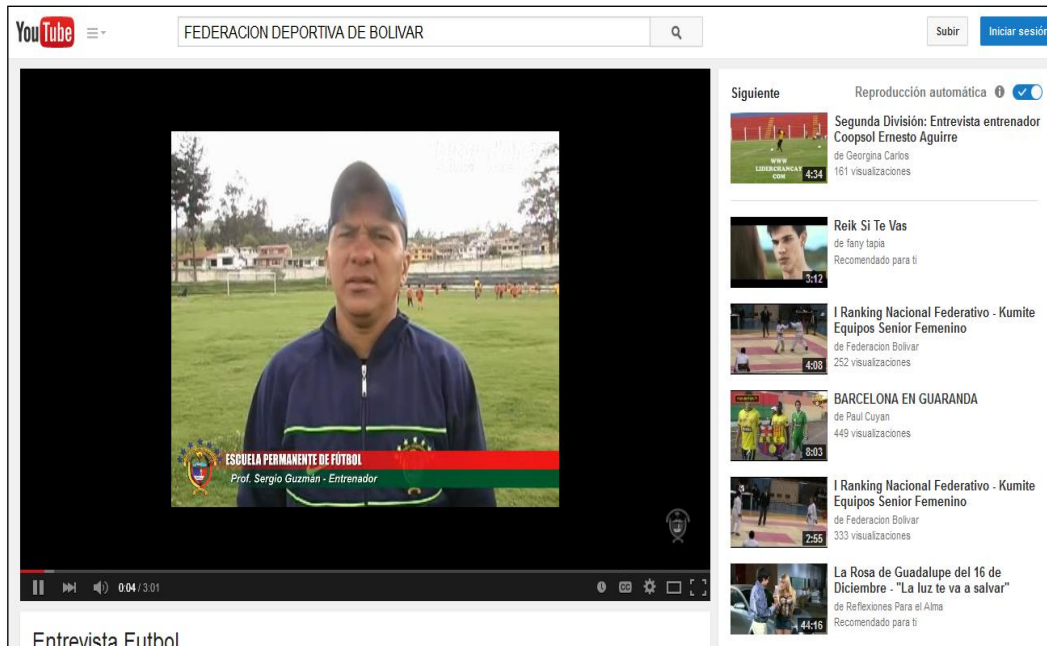 YouTube
FEDERACION DEPORTIVA DE BOLIVAR
Subir
Iniciar sesión
ESCUELA PERMANENTE DE FÚTBOL
Prof. Sergio Guzmán - Entrenador
0:04 / 3:01
Entrevista Futbol
Siguiente
Reproducción automática
Segunda División: Entrevista entrenador
Coopsol Ernesto Aguirre
de Georgina Carlos
161 visualizaciones
WWW
LIDERCHANCAY
COM
4:34
Reik Si Te Vas
de fany tapia
Recomendado para ti
3:12
I Ranking Nacional Federativo - Kumite
Equipos Senior Femenino
de Federacion Bolivar
252 visualizaciones
4:08
BARCELONA EN GUARANDA
de Paul Cuyan
449 visualizaciones
8:03
I Ranking Nacional Federativo - Kumite
Equipos Senior Femenino
de Federacion Bolivar
333 visualizaciones
2:55
La Rosa de Guadalupe del 16 de
Diciembre - "La luz te va a salvar"
de Reflexiones Para el Alma
Recomendado para ti
44:16